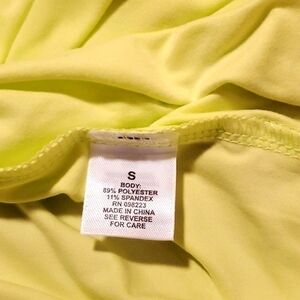 S
BODY:
89% POLYESTER
11% SPANDEX
RN 098223
MADE IN CHINA
SEE REVERSE
FOR CARE